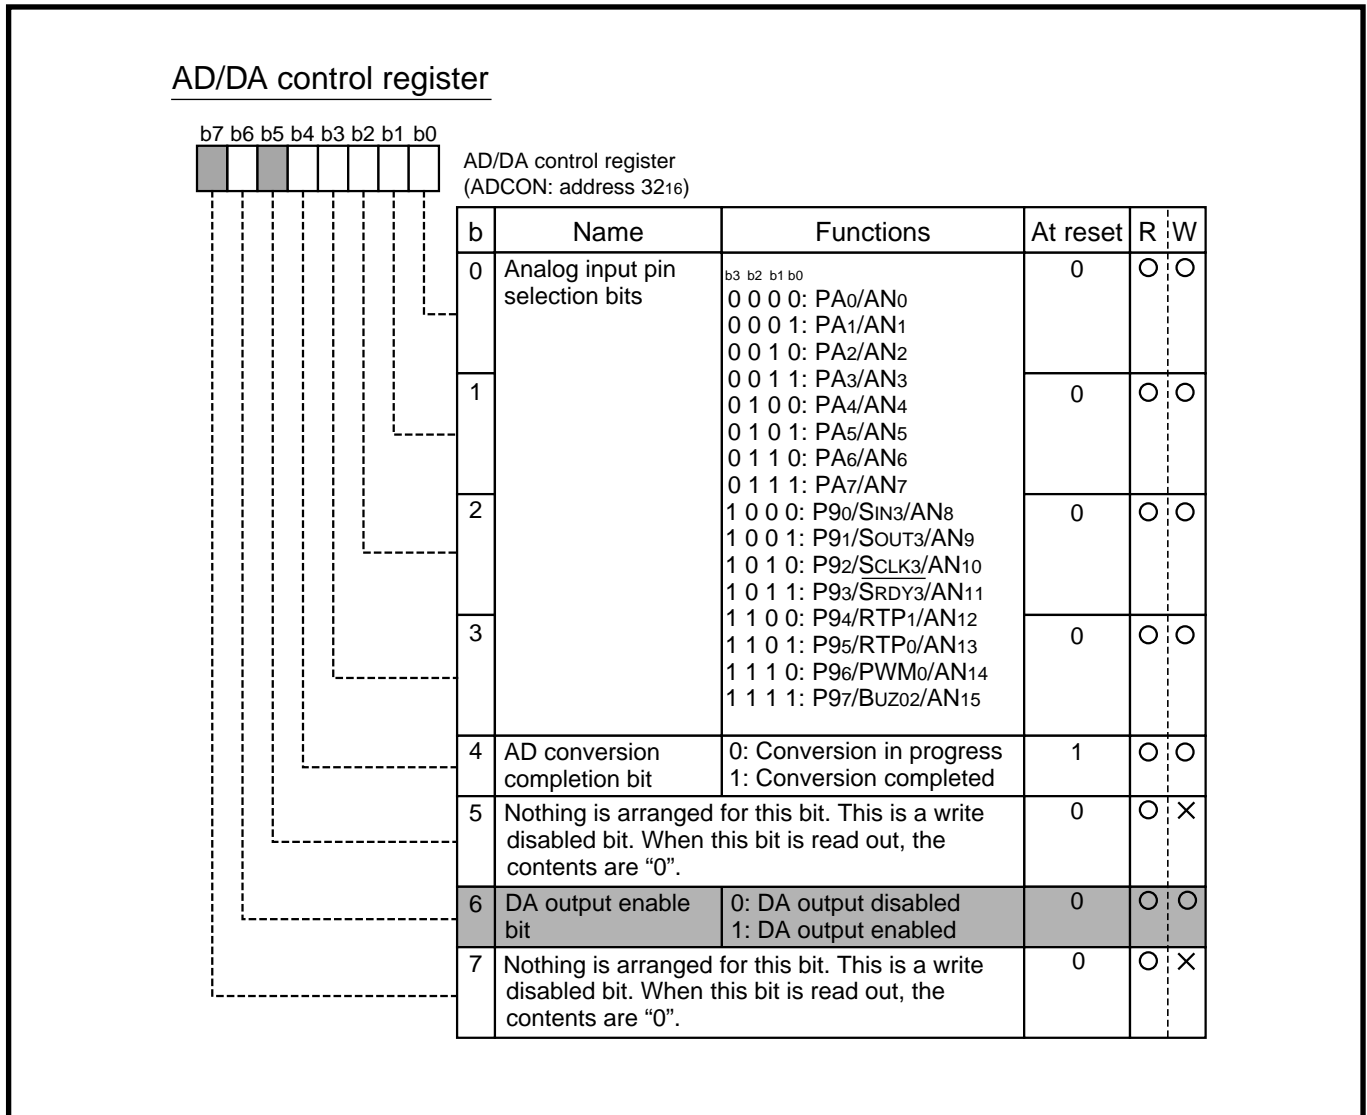 AD/DA control register
b7 b6 b5 b4 b3 b2 b1 b0
AD/DA control register
(ADCON: address 3216)
b Name Functions At reset R W
0 Analog input pin selection bits 0
b3 b2 b1 b0
0 0 0 0: PA0/AN0
0 0 0 1: PA1/AN1
0 0 1 0: PA2/AN2
0 0 1 1: PA3/AN3
1 0
0 1 0 0: PA4/AN4
0 1 0 1: PA5/AN5
0 1 1 0: PA6/AN6
0 1 1 1: PA7/AN7
2 0
1 0 0 0: P90/SIN3/AN8
1 0 0 1: P91/SOUT3/AN9
1 0 1 0: P92/SCLK3/AN10
1 0 1 1: P93/SRDY3/AN11
1 1 0 0: P94/RTP1/AN12
3 0
1 1 0 1: P95/RTP0/AN13
1 1 1 0: P96/PWM0/AN14
1 1 1 1: P97/BUZ02/AN15
4 AD conversion 0: Conversion in progress 1
completion bit 1: Conversion completed
5 Nothing is arranged for this bit. This is a write 0
disabled bit. When this bit is read out, the
contents are “0”.
6 DA output enable 0: DA output disabled 0
bit 1: DA output enabled
7 Nothing is arranged for this bit. This is a write 0
disabled bit. When this bit is read out, the
contents are “0”.